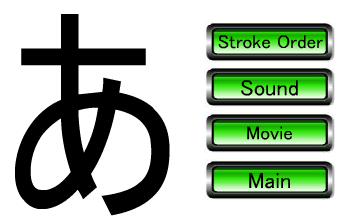 あ
Stroke Order
Sound
Movie
Main